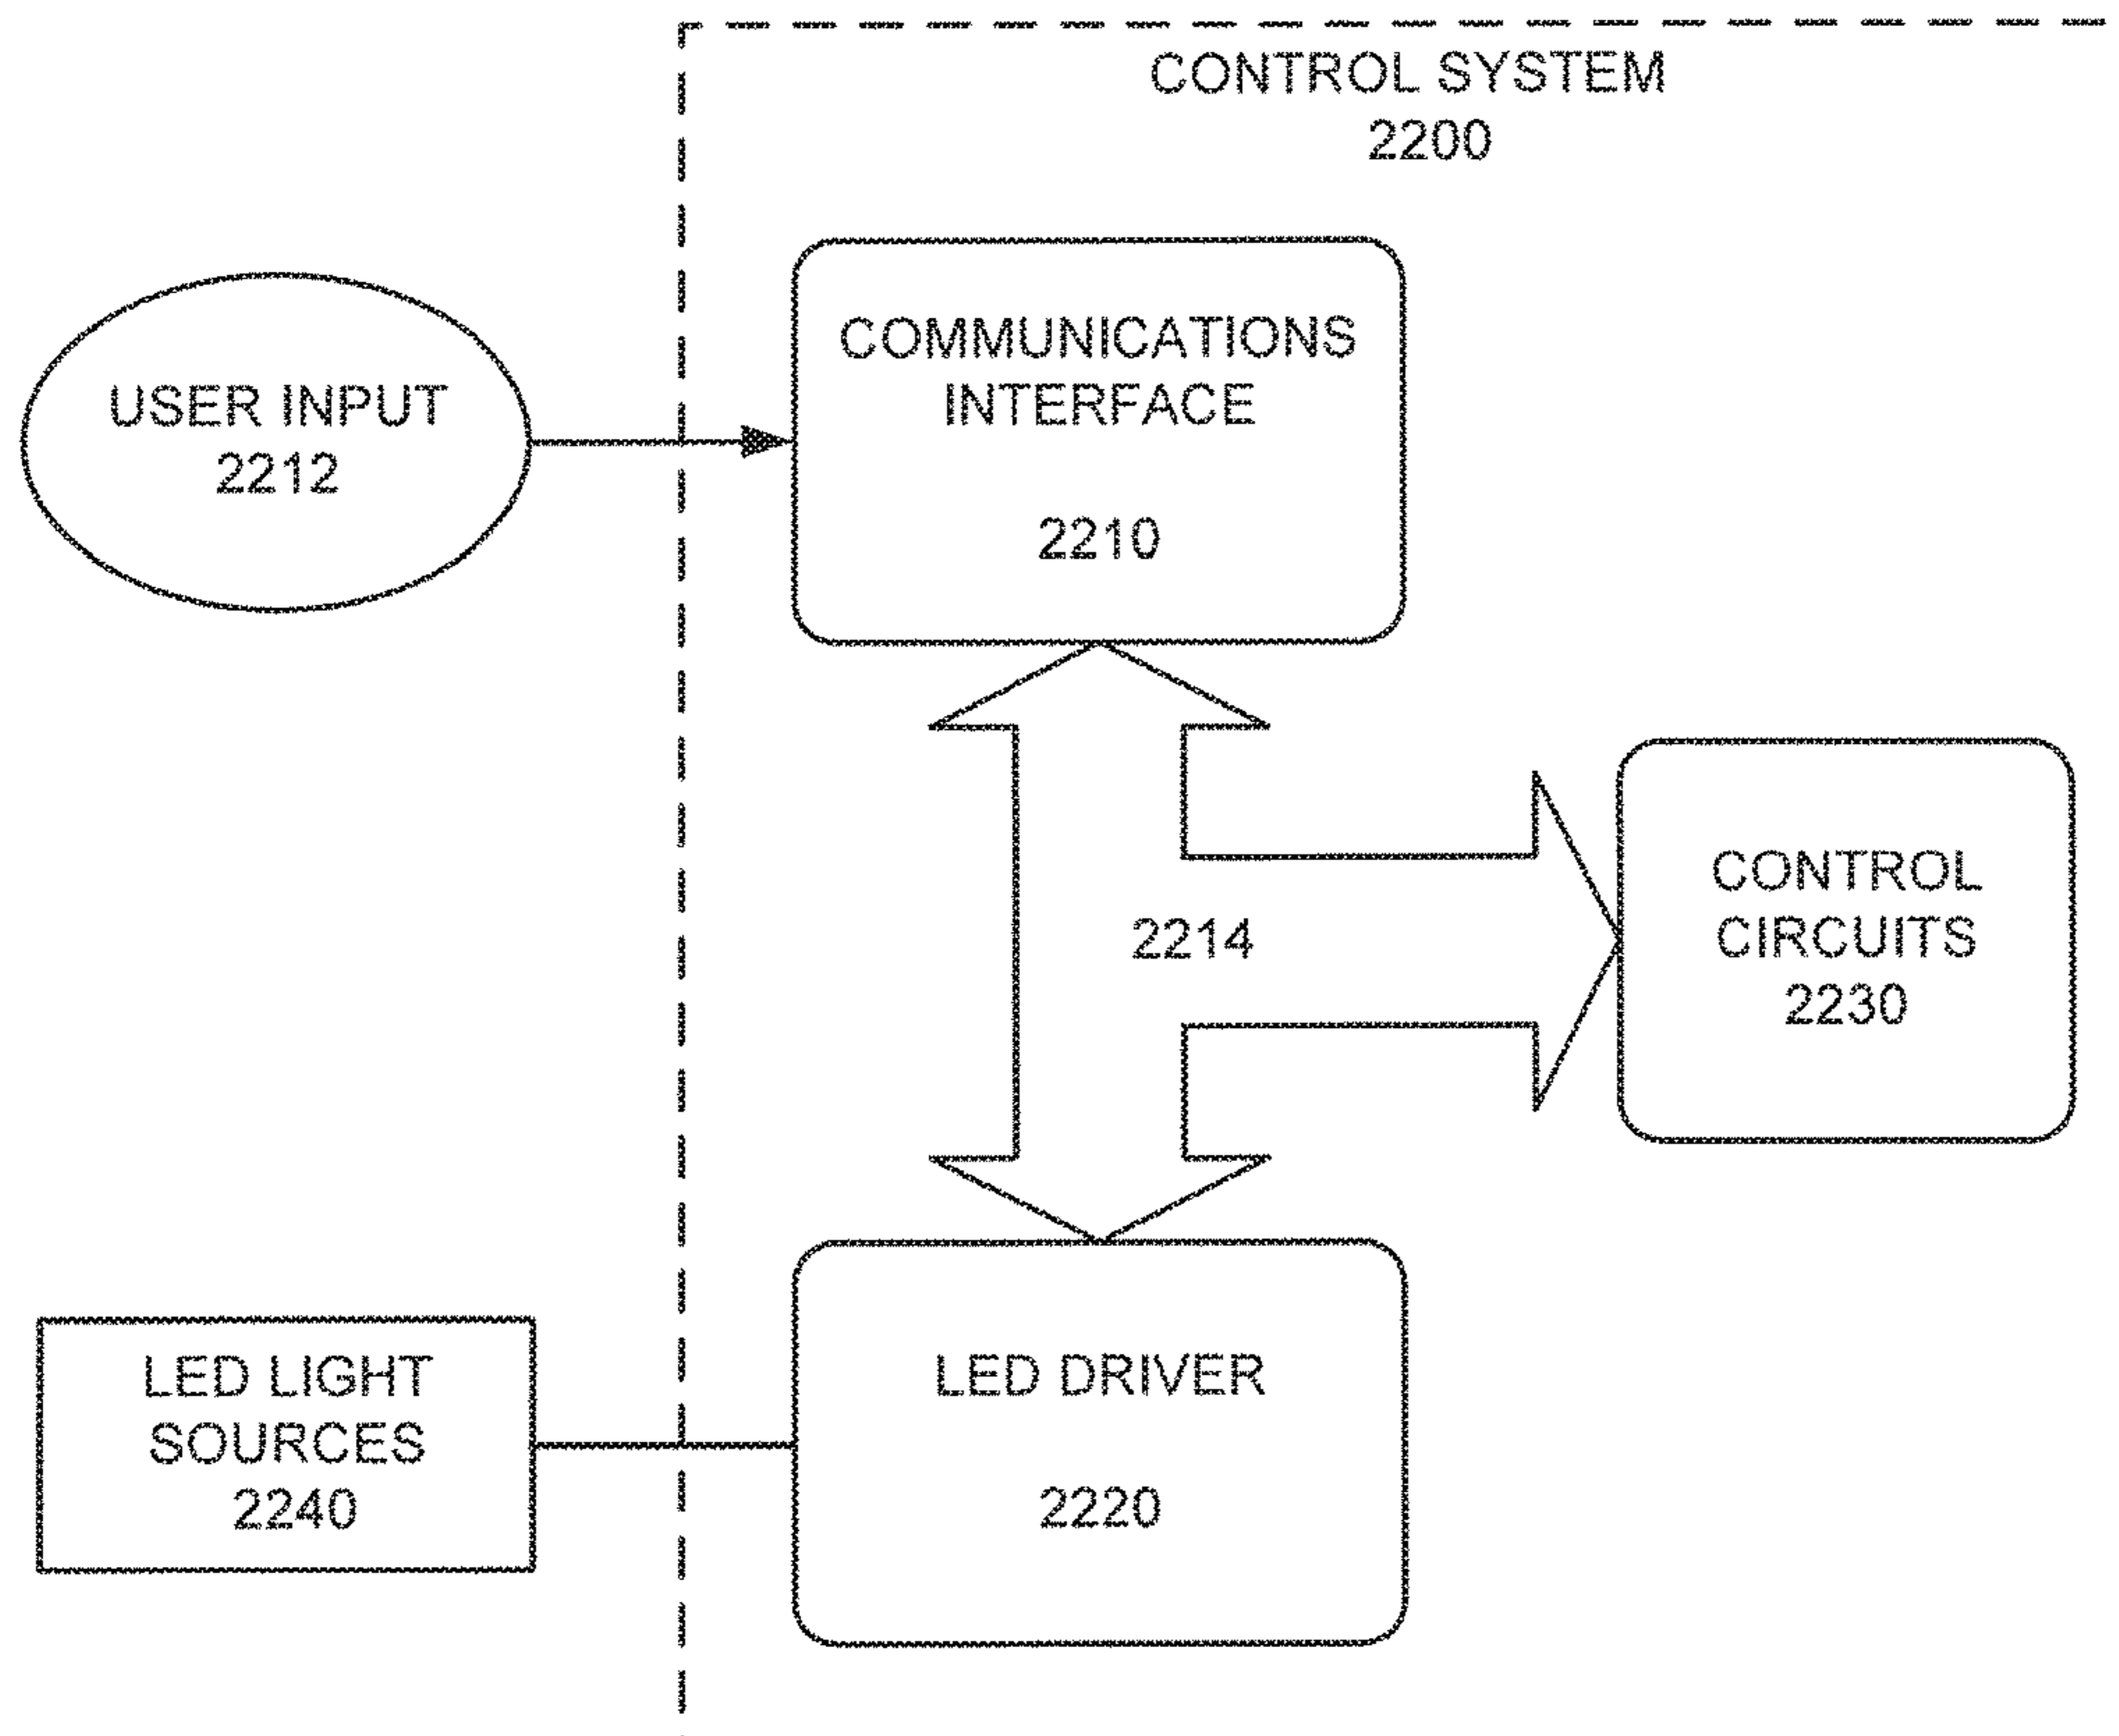 CONTROL SYSTEM
2200
COMMUNICATIONS
INTERFACE
2210
USER INPUT
2212
2214
CONTROL
CIRCUITS
2230
LED LIGHT
SOURCES
2240
LED DRIVER
2220